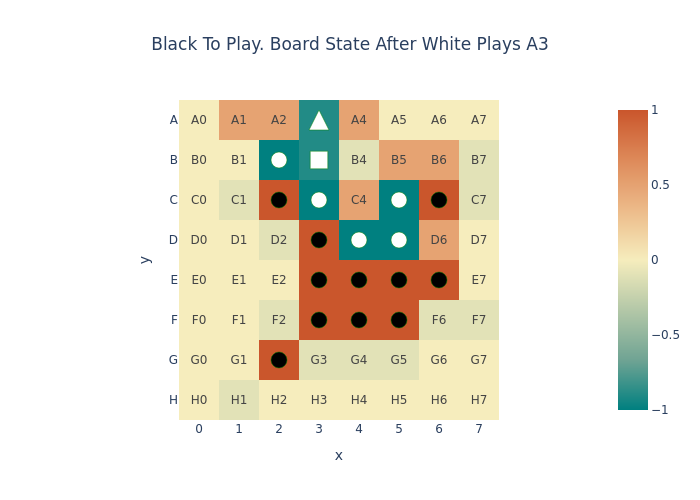 Black To Play. Board State After White Plays A3
A A0 A1 A2 A4 A5 A6 A7 1
B B0 B1 B4 B5 B6 B7
C C0 C1 C4 C7 0.5
D D0 D1 D2 D6 D7
y E E0 E1 E2 E7 0
F F0 F1 F2 F6 F7 −0.5
G G0 G1 G3 G4 G5 G6 G7
H H0 H1 H2 H3 H4 H5 H6 H7 −1
0 1 2 3 4 5 6 7
x